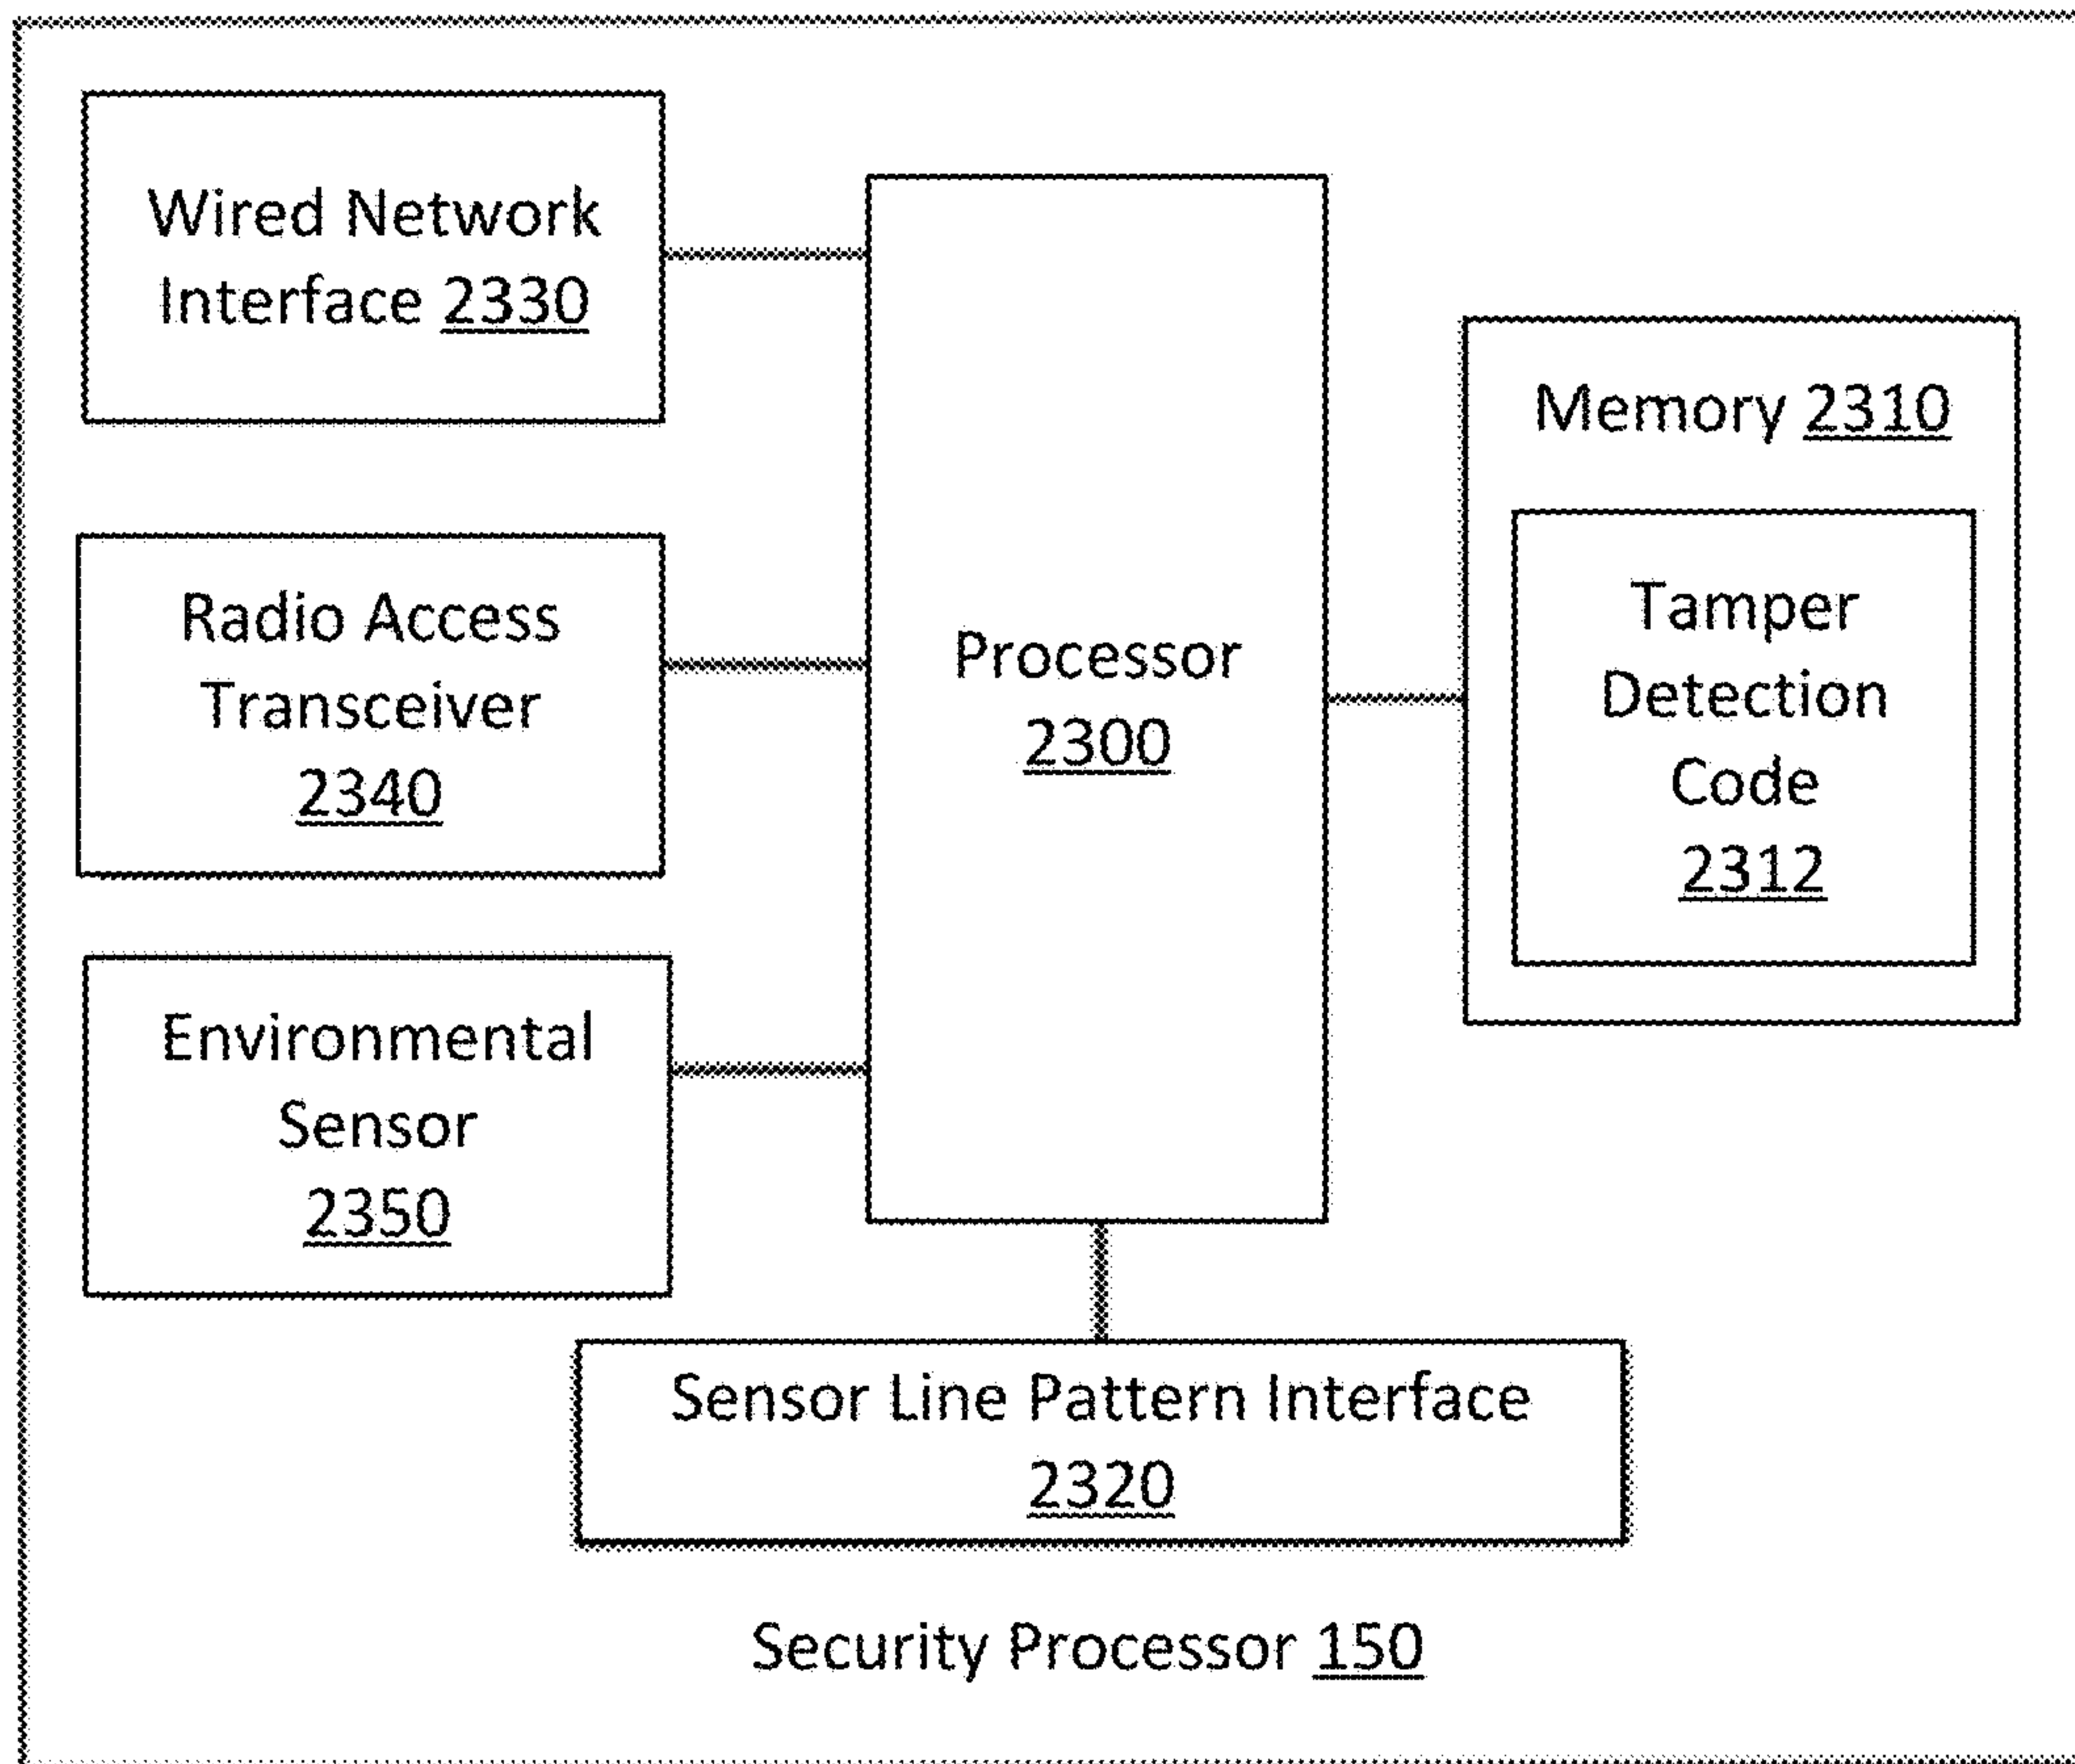 Wired Network
Interface 2330
Radio Access
Transceiver
2340
Environmental
Sensor
2350
Processor
2300
Memory 2310
Tamper
Detection
Code
2312
Sensor Line Pattern Interface
2320
Security Processor 150